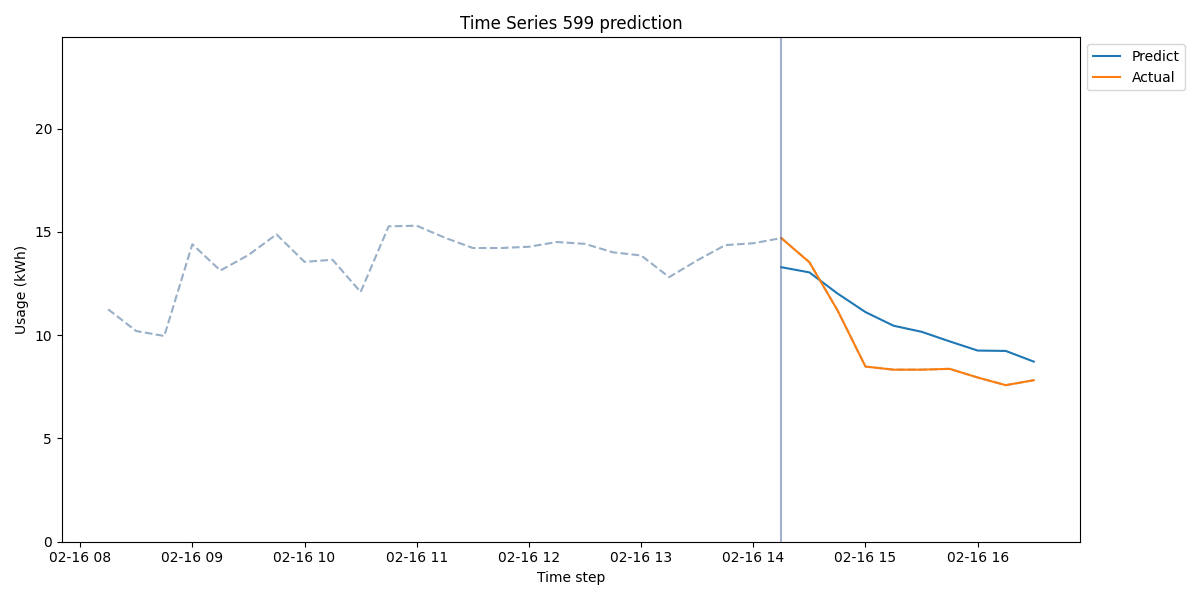 Time Series 599 prediction
Predict
Actual
20
15
10
5
0
Usage (kWh)
02-16 08 02-16 09 02-16 10 02-16 11 02-16 12 02-16 13 02-16 14 02-16 15 02-16 16
Time step